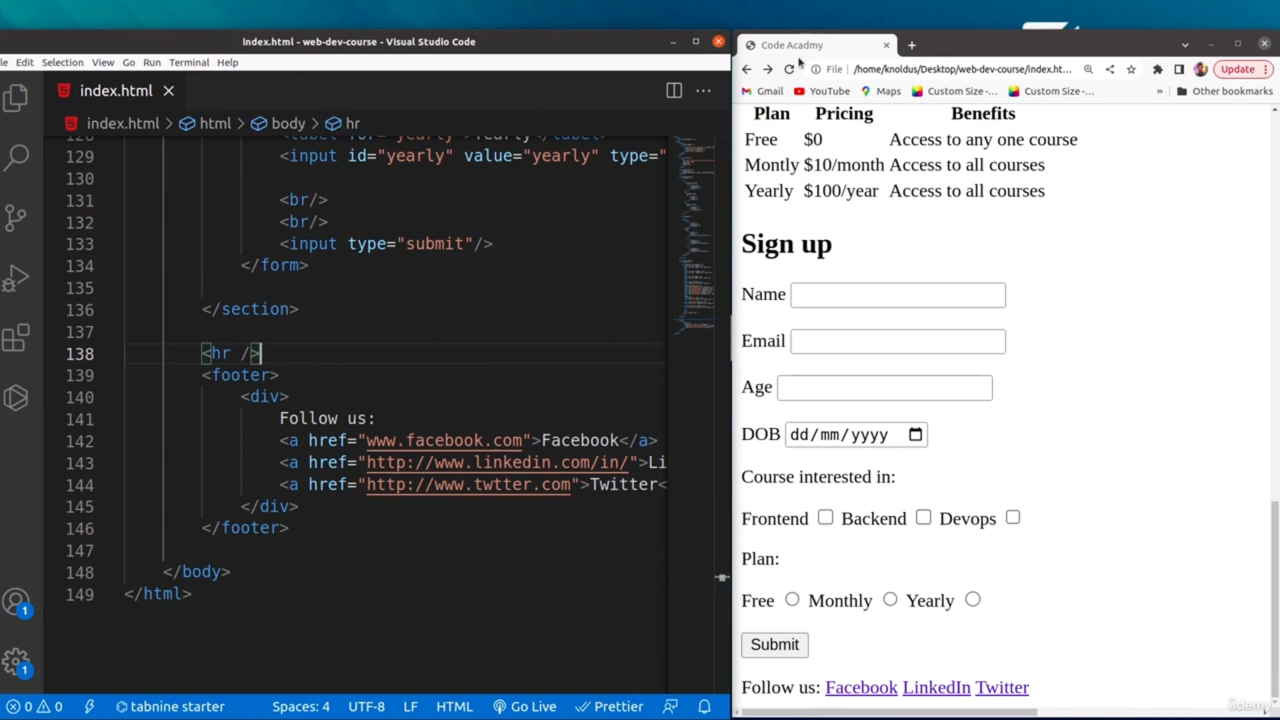 index.html - web-dev-course - Visual Studio Code
le Edit Selection View Go Run Terminal Help
index.html
index.html html body hr
129 <input id="yearly" value="yearly" type="
130
131 <br/>
132 <br/>
133 <input type="submit"/>
134 </form>
135
136 </section>
137
138 <hr />
139 <footer>
140 <div>
141 Follow us:
142 <a href="www.facebook.com">Facebook</a>
143 <a href="http://www.linkedin.com/in/">Li
144 <a href="http://www.twtter.com">Twitter<
145 </div>
146 </footer>
147
148 </body>
149 </html>
1
1
0 0 tabnine starter Spaces: 4 UTF-8 LF HTML Go Live Prettier
Code Acadmy
File /home/knoldus/Desktop/web-dev-course/index.ht... Update
Gmail YouTube Maps Custom Size -... Custom Size -... » Other bookmarks
Plan Pricing Benefits
Free $0 Access to any one course
Montly $10/month Access to all courses
Yearly $100/year Access to all courses
Sign up
Name
Email
Age
DOB dd/mm/yyyy
Course interested in:
Frontend Backend Devops
Plan:
Free Monthly Yearly
Submit
Follow us: Facebook LinkedIn Twitter
ûdemy